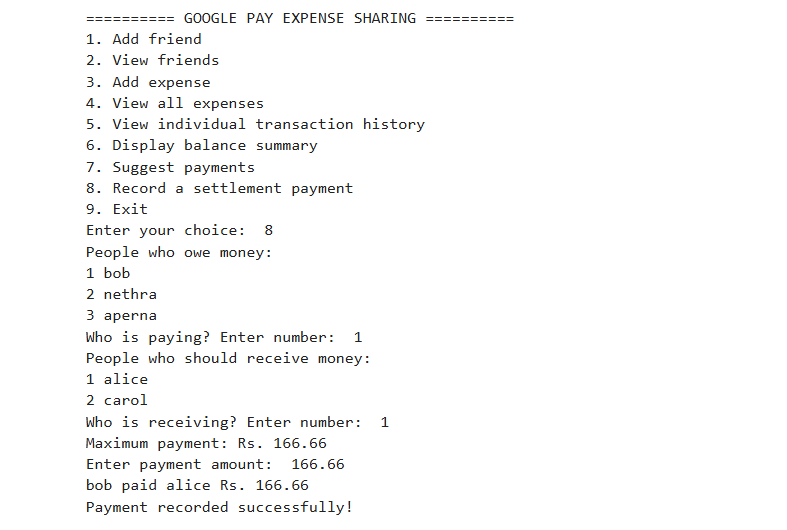 ========== GOOGLE PAY EXPENSE SHARING ==========
1. Add friend
2. View friends
3. Add expense
4. View all expenses
5. View individual transaction history
6. Display balance summary
7. Suggest payments
8. Record a settlement payment
9. Exit
Enter your choice:  8
People who owe money:
1 bob
2 nethra
3 aperna
Who is paying? Enter number:  1
People who should receive money:
1 alice
2 carol
Who is receiving? Enter number:  1
Maximum payment: Rs. 166.66
Enter payment amount:  166.66
bob paid alice Rs. 166.66
Payment recorded successfully!